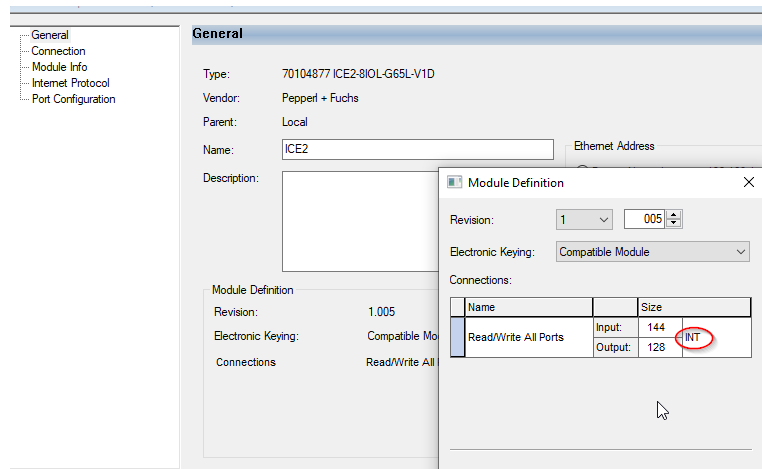 General
Connection
Module Info
Internet Protocol
Port Configuration
General
Type: 70104877 ICE2-8IOL-G65L-V1D
Vendor: Pepperl + Fuchs
Parent: Local
Name: ICE2
Description:
Ethernet Address
Module Definition
Revision: 1.005
Electronic Keying: Compatible Mo
Connections Read/Write All
Module Definition
Revision: 1 005
Electronic Keying: Compatible Module
Connections:
Name Size
Read/Write All Ports Input: 144 INT
Output: 128